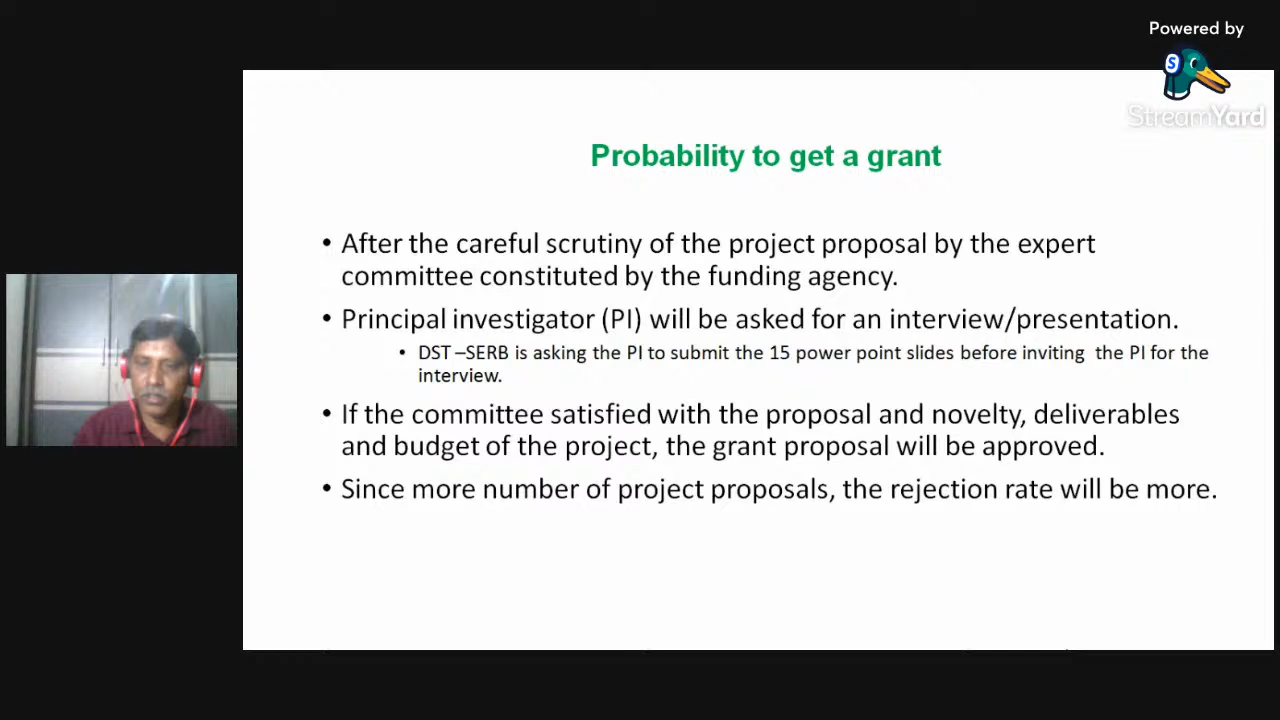 Powered by
S
StreamYard
Probability to get a grant
• After the careful scrutiny of the project proposal by the expert
committee constituted by the funding agency.
• Principal investigator (PI) will be asked for an interview/presentation.
• DST –SERB is asking the PI to submit the 15 power point slides before inviting the PI for the
interview.
• If the committee satisfied with the proposal and novelty, deliverables
and budget of the project, the grant proposal will be approved.
• Since more number of project proposals, the rejection rate will be more.